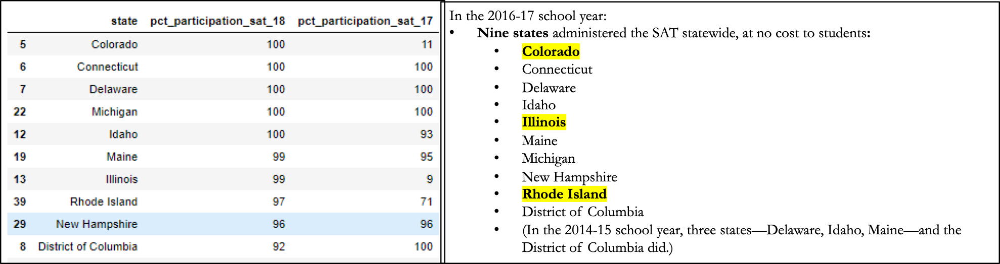 state pct_participation_sat_18 pct_participation_sat_17
5 Colorado 100 11
6 Connecticut 100 100
7 Delaware 100 100
22 Michigan 100 100
12 Idaho 100 93
19 Maine 99 95
13 Illinois 99 9
39 Rhode Island 97 71
29 New Hampshire 96 96
8 District of Columbia 92 100
In the 2016-17 school year:
• Nine states administered the SAT statewide, at no cost to students:
• Colorado
• Connecticut
• Delaware
• Idaho
• Illinois
• Maine
• Michigan
• New Hampshire
• Rhode Island
• District of Columbia
• (In the 2014-15 school year, three states—Delaware, Idaho, Maine—and the
District of Columbia did.)